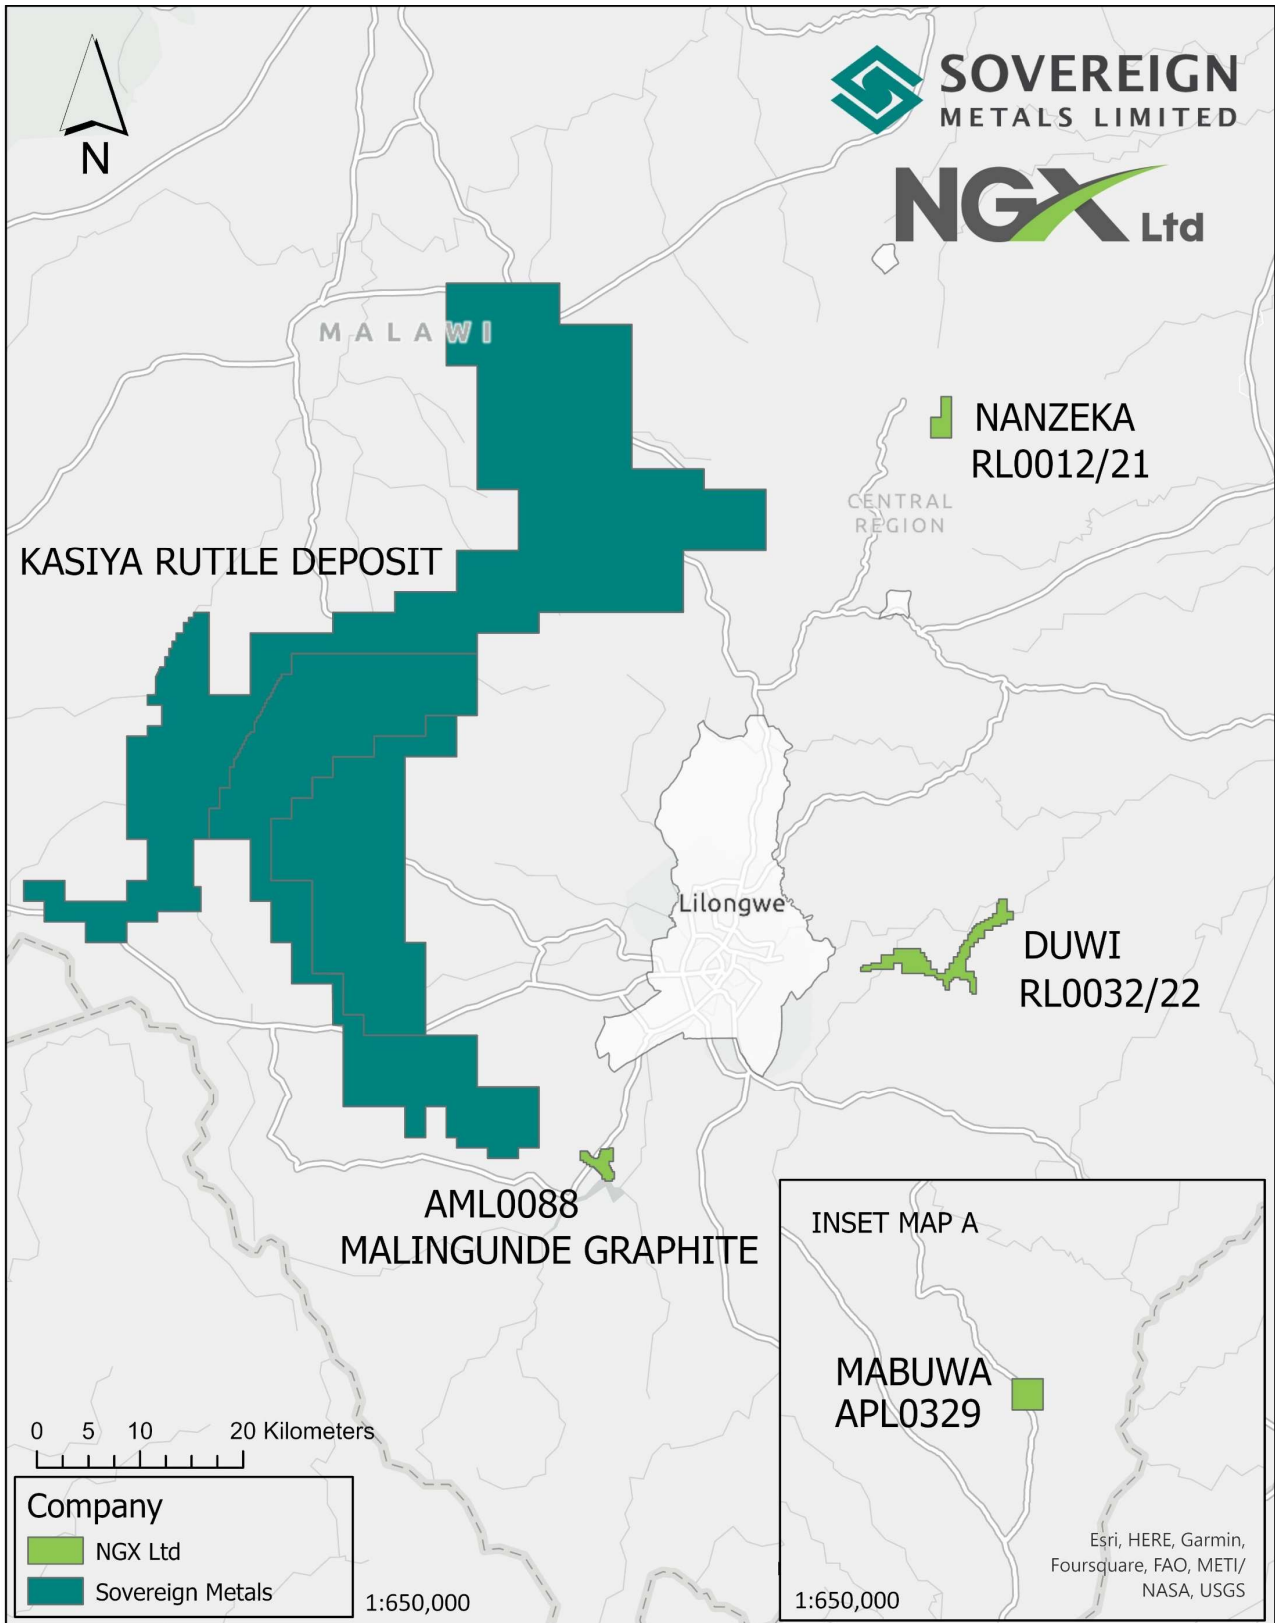 N
SOVEREIGN
METALS LIMITED
NGX Ltd
MALAWI
NANZEKA
RL0012/21
CENTRAL
REGION
KASIYA RUTILE DEPOSIT
Lilongwe
DUWI
RL0032/22
AML0088
MALINGUNDE GRAPHITE
INSET MAP A
MABUWA
APL0329
0 5 10 20 Kilometers
Company
NGX Ltd
Sovereign Metals
1:650,000
Esri, HERE, Garmin,
Foursquare, FAO, METI/
NASA, USGS
1:650,000